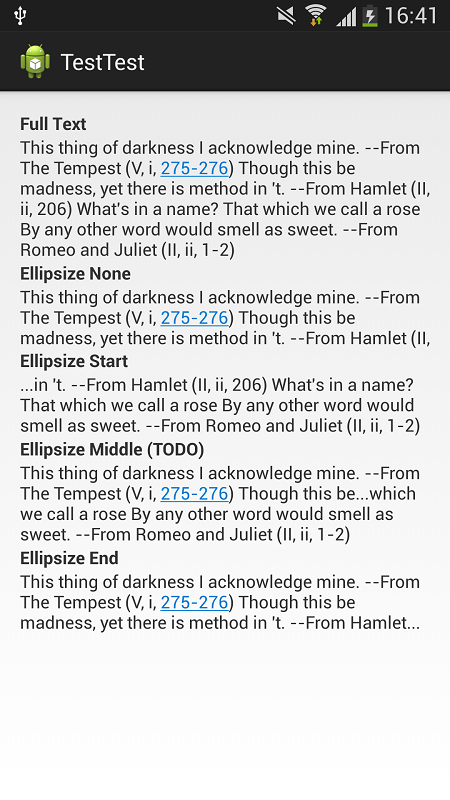 16:41
TestTest
Full Text
This thing of darkness I acknowledge mine. --From
The Tempest (V, i, 275-276) Though this be
madness, yet there is method in 't. --From Hamlet (II,
ii, 206) What's in a name? That which we call a rose
By any other word would smell as sweet. --From
Romeo and Juliet (II, ii, 1-2)
Ellipsize None
This thing of darkness I acknowledge mine. --From
The Tempest (V, i, 275-276) Though this be
madness, yet there is method in 't. --From Hamlet (II,
Ellipsize Start
...in 't. --From Hamlet (II, ii, 206) What's in a name?
That which we call a rose By any other word would
smell as sweet. --From Romeo and Juliet (II, ii, 1-2)
Ellipsize Middle (TODO)
This thing of darkness I acknowledge mine. --From
The Tempest (V, i, 275-276) Though this be...which
we call a rose By any other word would smell as
sweet. --From Romeo and Juliet (II, ii, 1-2)
Ellipsize End
This thing of darkness I acknowledge mine. --From
The Tempest (V, i, 275-276) Though this be
madness, yet there is method in 't. --From Hamlet...